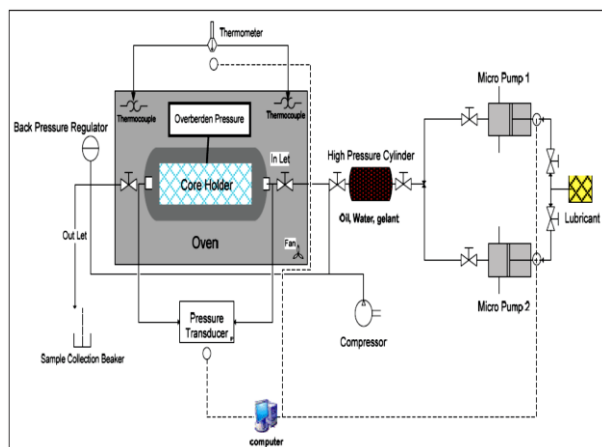 Thermometer
Micro Pump 1
Thermocouple
Thermocouple
Back Pressure Regulator
Overberden Pressure
In Let
High Pressure Cylinder
Core Holder
Oil, Water, gelant
Lubricant
Out Let
Oven
Fan
Micro Pump 2
Pressure
Transducer
P
Compressor
Sample Collection Beaker
computer